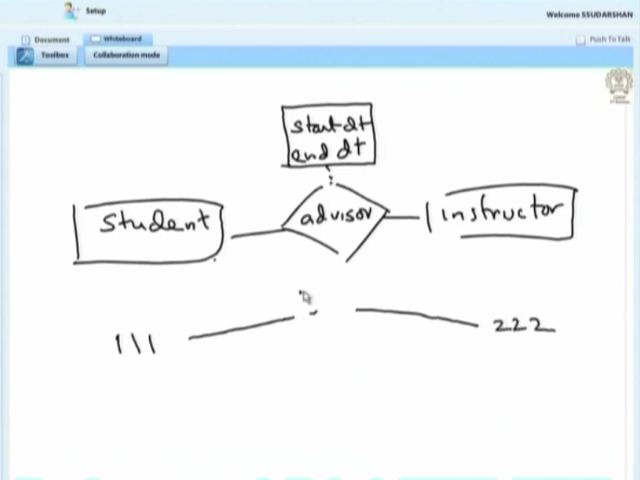 Setup
Welcome SSUDARSHAN
Document
Whiteboard
Push To Talk
Toolbox
Collaboration mode
start dt
end dt
student
advisor
instructor
111
222